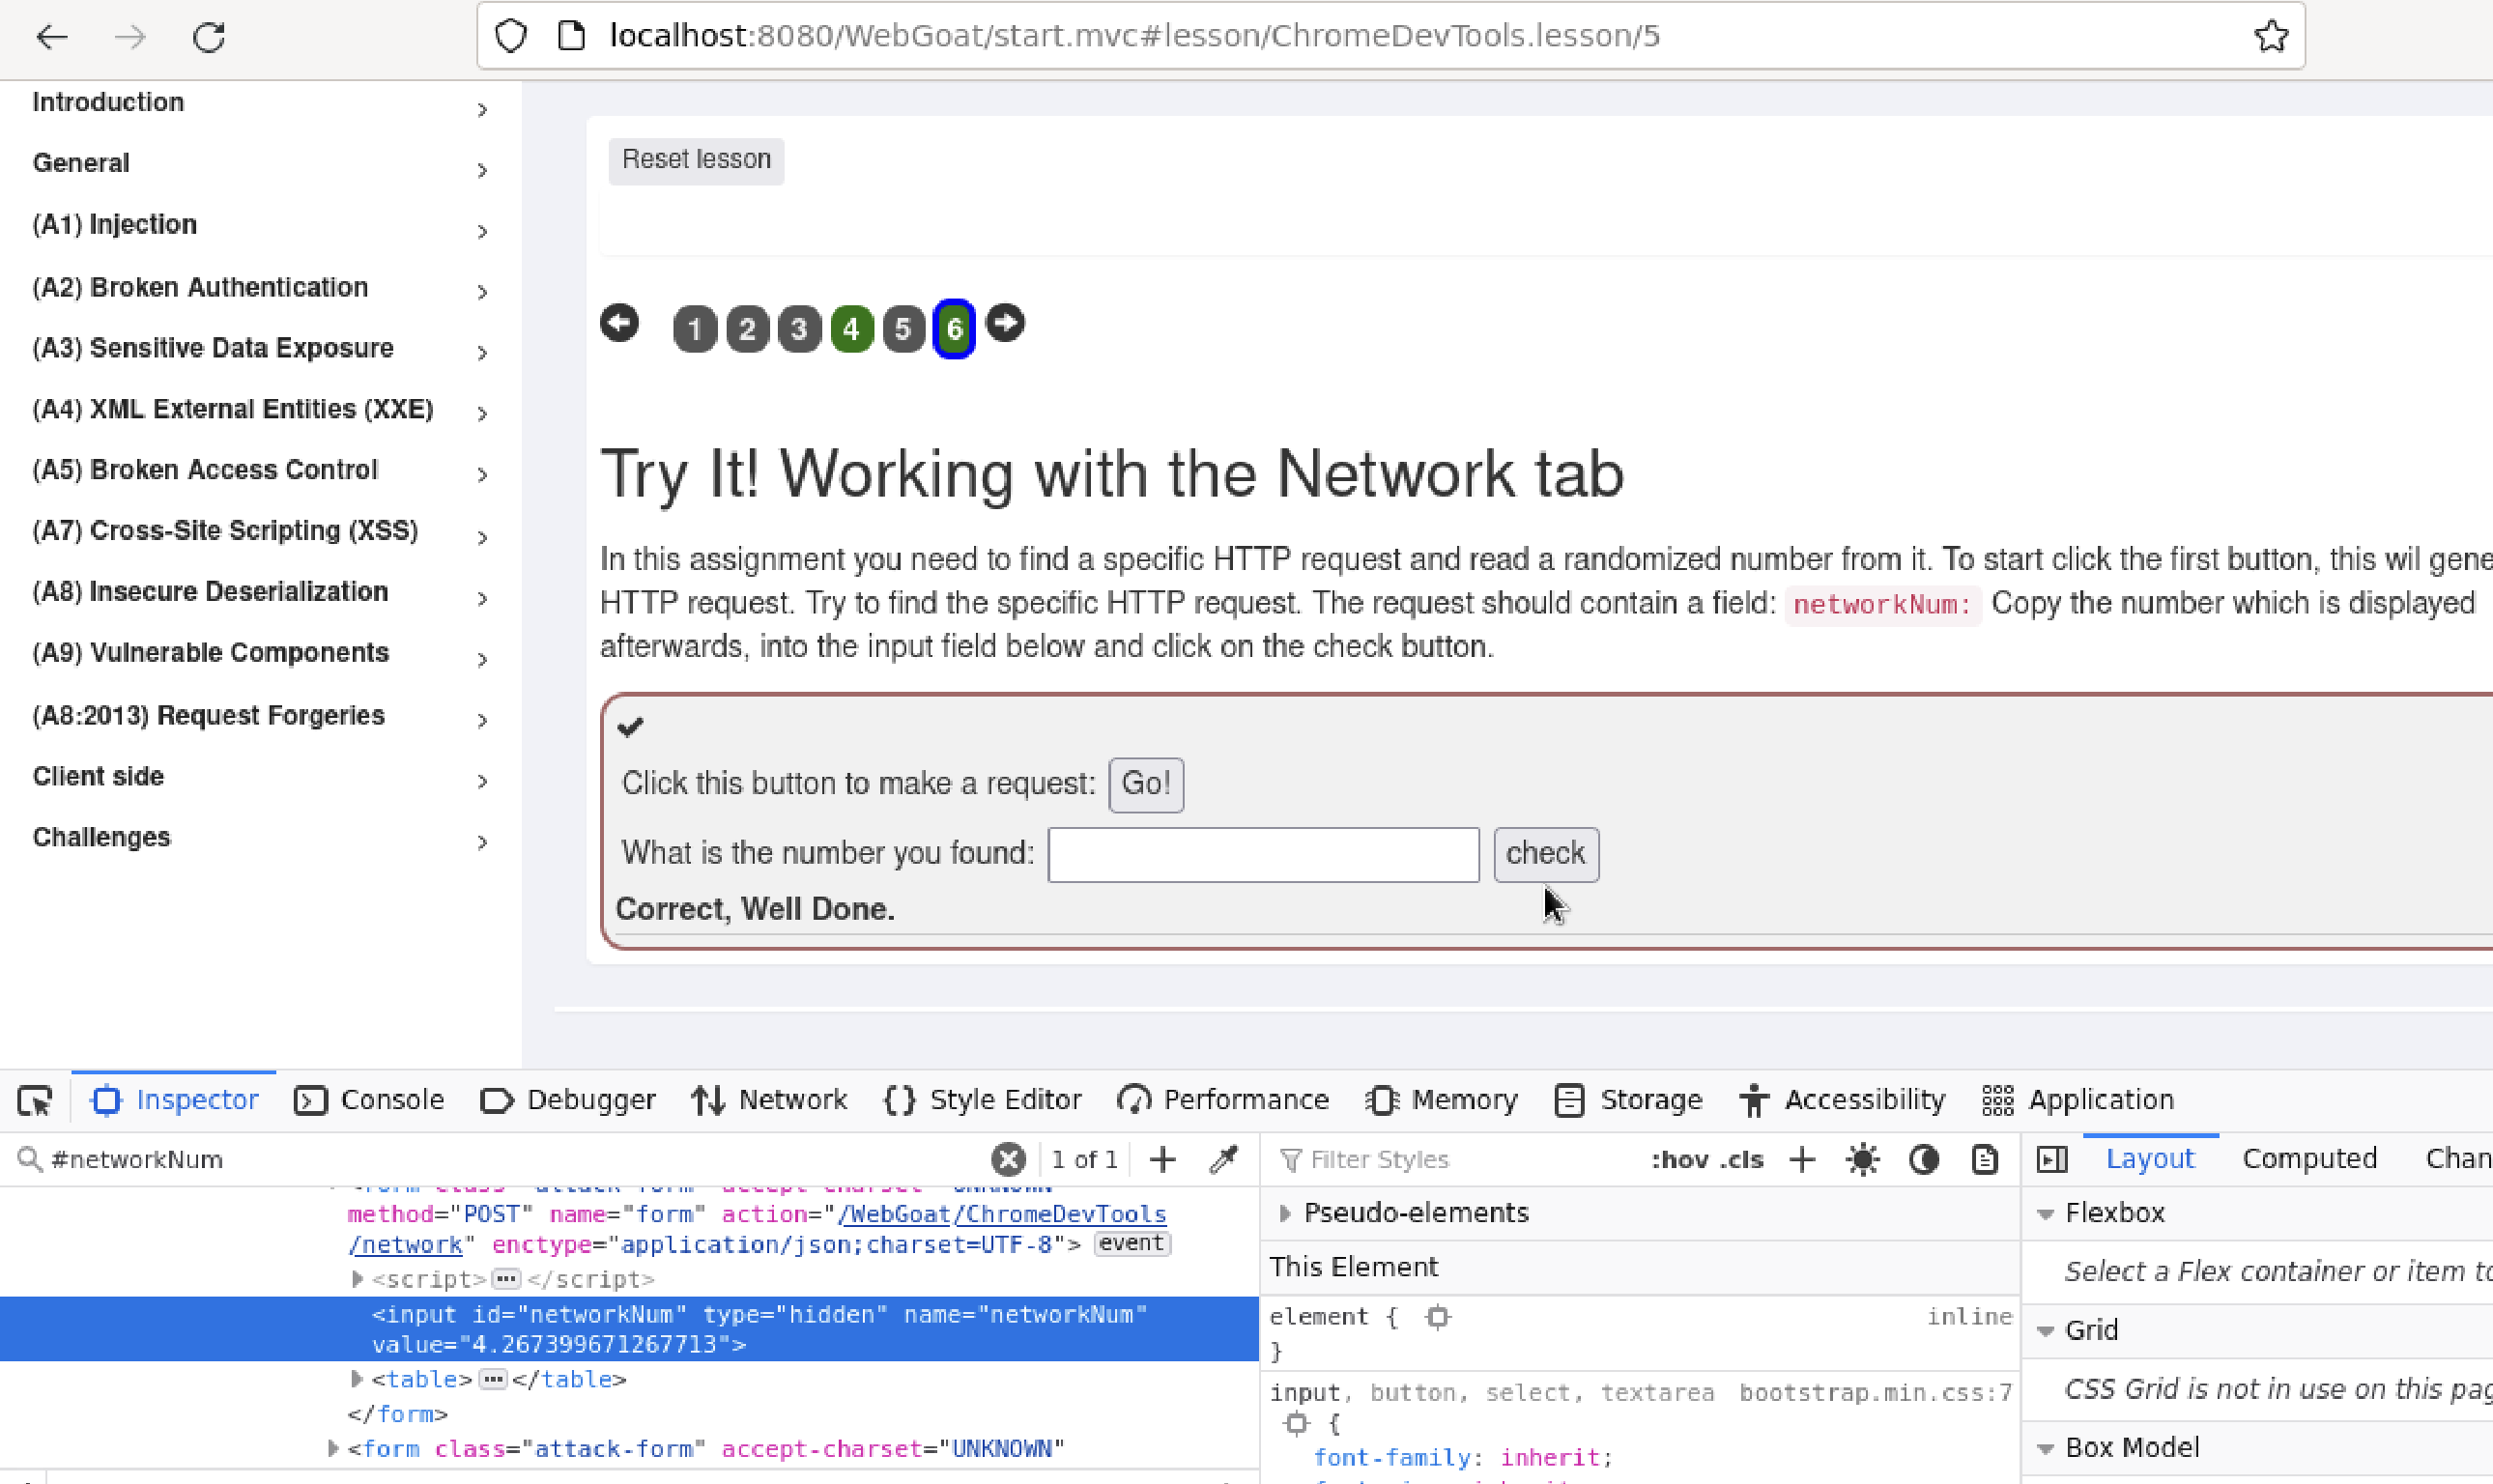 localhost:8080/WebGoat/start.mvc#lesson/ChromeDevTools.lesson/5
Introduction
General
(A1) Injection
(A2) Broken Authentication
(A3) Sensitive Data Exposure
(A4) XML External Entities (XXE)
(A5) Broken Access Control
(A7) Cross-Site Scripting (XSS)
(A8) Insecure Deserialization
(A9) Vulnerable Components
(A8:2013) Request Forgeries
Client side
Challenges
Reset lesson
1 2 3 4 5 6
Try It! Working with the Network tab
In this assignment you need to find a specific HTTP request and read a randomized number from it. To start click the first button, this wil gene
HTTP request. Try to find the specific HTTP request. The request should contain a field: networkNum: Copy the number which is displayed
afterwards, into the input field below and click on the check button.
Click this button to make a request: Go!
What is the number you found: check
Correct, Well Done.
Inspector Console Debugger Network {} Style Editor Performance Memory Storage Accessibility Application
#networkNum 1 of 1 +
<form class="attack-form" accept-charset="UNKNOWN"
method="POST" name="form" action="/WebGoat/ChromeDevTools
/network" enctype="application/json;charset=UTF-8"> event
<script>…</script>
<input id="networkNum" type="hidden" name="networkNum"
value="4.267399671267713">
<table>…</table>
</form>
<form class="attack-form" accept-charset="UNKNOWN"
Filter Styles :hov .cls +
Pseudo-elements
This Element
element { inline
}
input, button, select, textarea bootstrap.min.css:7
{
font-family: inherit;
Layout Computed Chan
Flexbox
Select a Flex container or item to
Grid
CSS Grid is not in use on this pag
Box Model